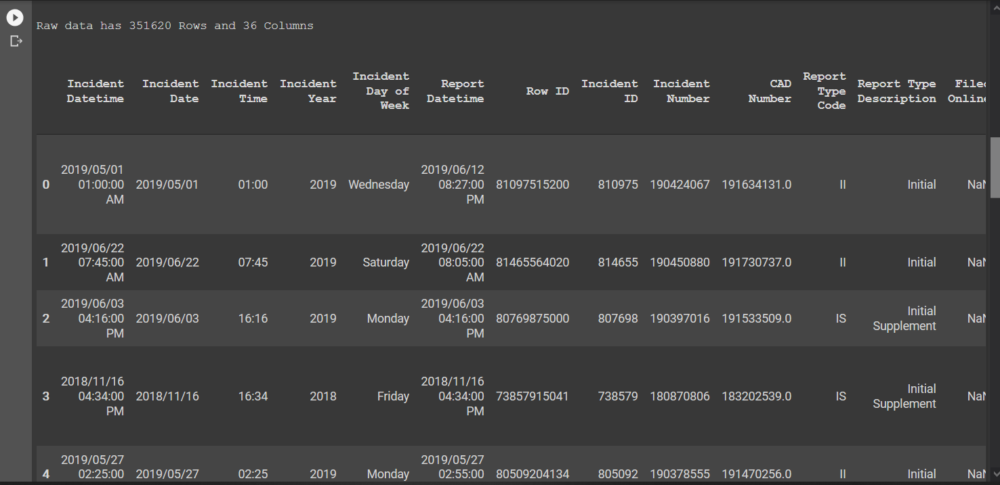 Raw data has 351620 Rows and 36 Columns
Incident Datetime Incident Date Incident Time Incident Year Incident Day of Week Report Datetime Row ID Incident ID Incident Number CAD Number Report Type Code Report Type Description Filed Online
0 2019/05/01 01:00:00 AM 2019/05/01 01:00 2019 Wednesday 2019/06/12 08:27:00 PM 81097515200 810975 190424067 191634131.0 II Initial NaN
1 2019/06/22 07:45:00 AM 2019/06/22 07:45 2019 Saturday 2019/06/22 08:05:00 AM 81465564020 814655 190450880 191730737.0 II Initial NaN
2 2019/06/03 04:16:00 PM 2019/06/03 16:16 2019 Monday 2019/06/03 04:16:00 PM 80769875000 807698 190397016 191533509.0 IS Initial Supplement NaN
3 2018/11/16 04:34:00 PM 2018/11/16 16:34 2018 Friday 2018/11/16 04:34:00 PM 73857915041 738579 180870806 183202539.0 IS Initial Supplement NaN
4 2019/05/27 02:25:00 2019/05/27 02:25 2019 Monday 2019/05/27 02:55:00 80509204134 805092 190378555 191470256.0 II Initial NaN